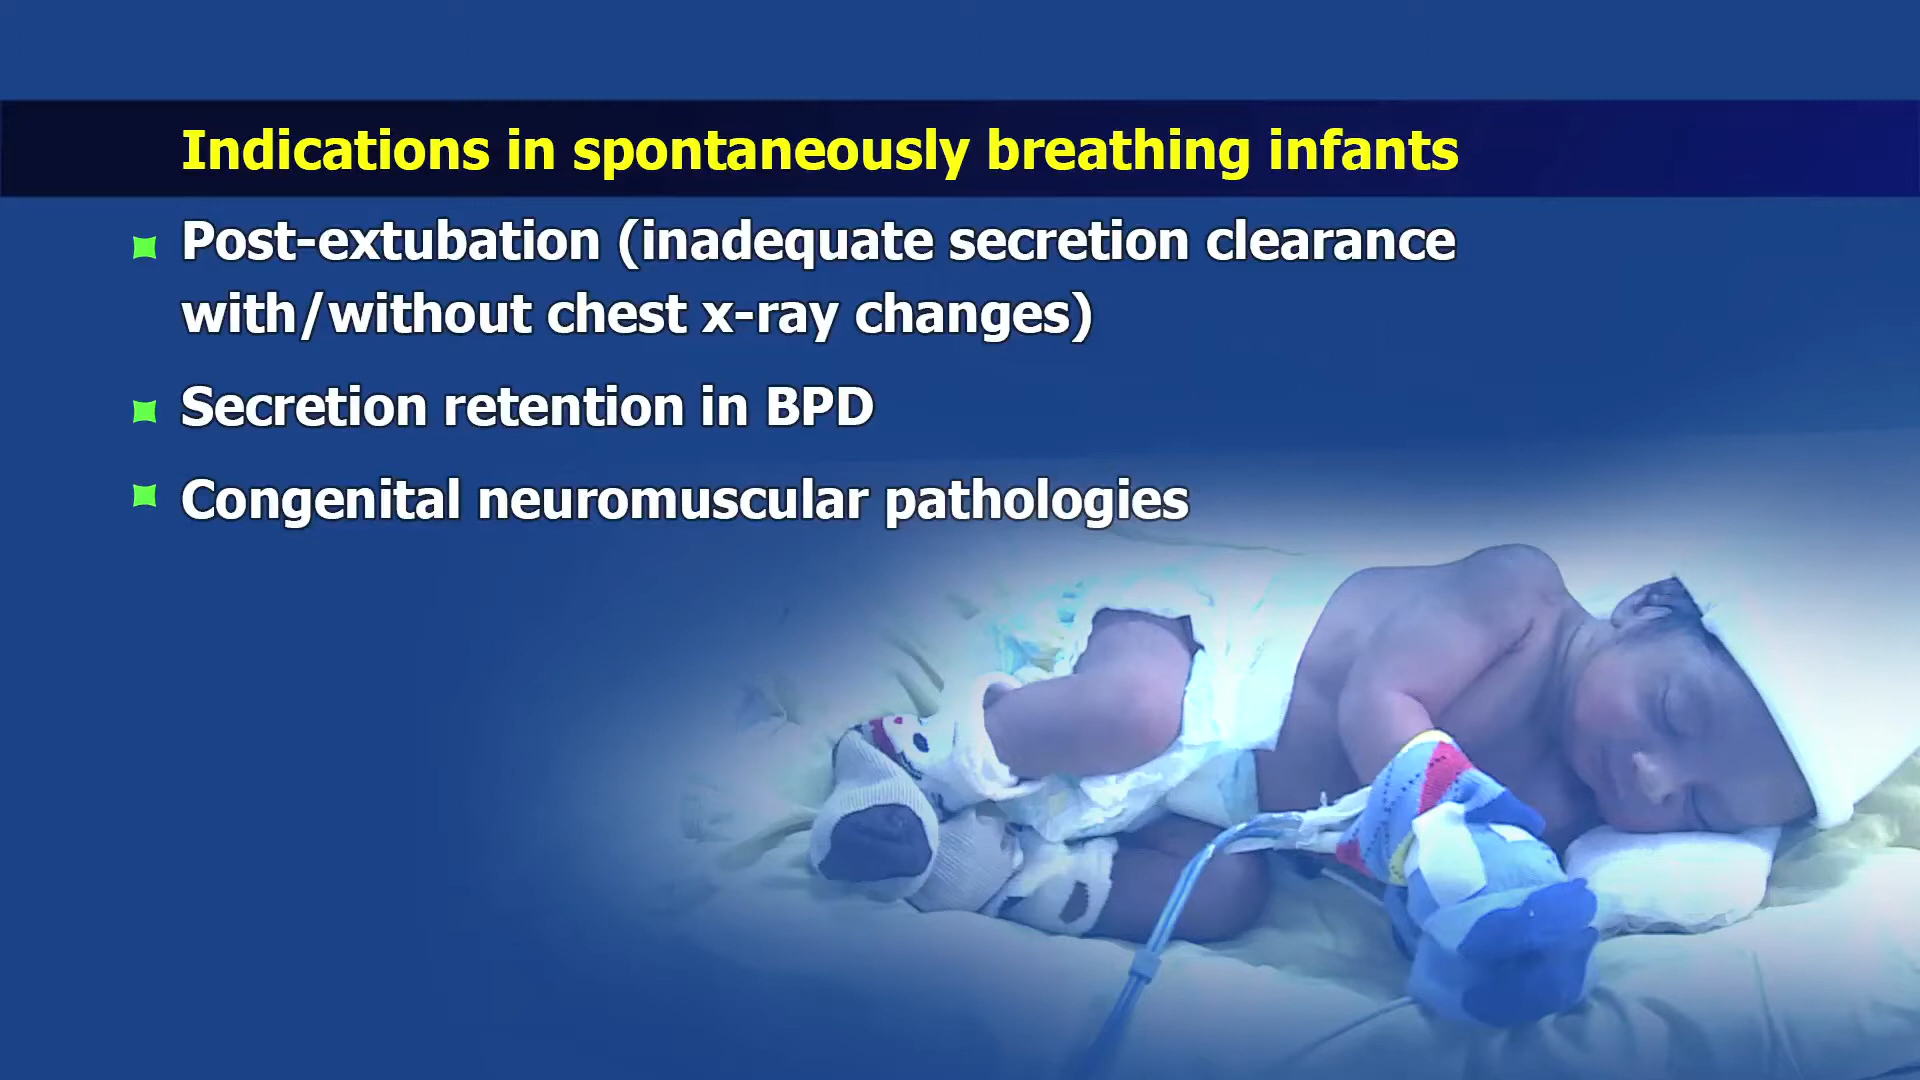 Indications in spontaneously breathing infants
Post-extubation (inadequate secretion clearance
with/without chest x-ray changes)
Secretion retention in BPD
Congenital neuromuscular pathologies